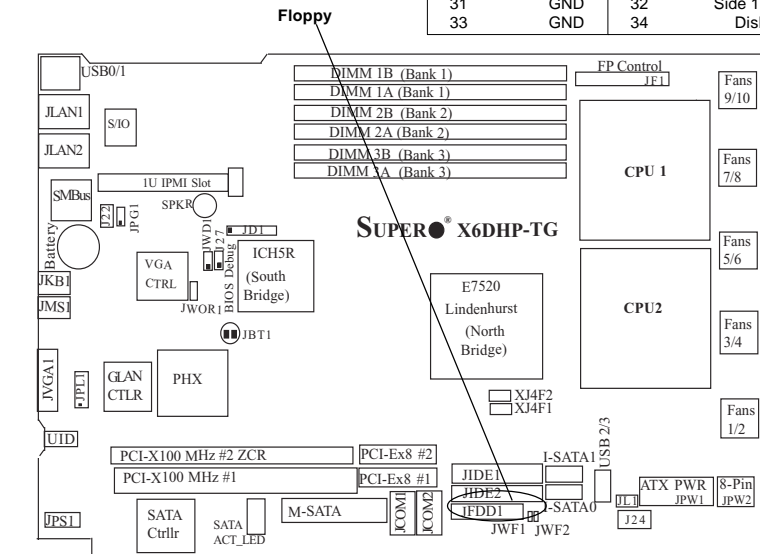 31 GND 32 Side 1
33 GND 34 Dis
Floppy
USB0/1
DIMM 1B (Bank 1)
DIMM 1A (Bank 1)
DIMM 2B (Bank 2)
DIMM 2A (Bank 2)
DIMM 3B (Bank 3)
DIMM 3A (Bank 3)
FP Control
JF1
Fans
9/10
JLAN1
S/IO
JLAN2
CPU 1
Fans
7/8
1U IPMI Slot
SMBus
J22
JPG1
SPKR
SUPER® X6DHP-TG
Battery
JWD1
J27
JD1
BIOS Debug
ICH5R
(South
Bridge)
VGA
CTRL
JWOR1
Fans
5/6
JKB1
JMS1
E7520
Lindenhurst
(North
Bridge)
CPU2
JBT1
Fans
3/4
JVGA1
JPL1
GLAN
CTLR
PHX
XJ4F2
XJ4F1
Fans
1/2
UID
PCI-X100 MHz #2 ZCR
PCI-Ex8 #2
PCI-X100 MHz #1
PCI-Ex8 #1
JIDE1
I-SATA1
USB 2/3
JIDE2
I-SATA0
JFDD1
JWF1 JWF2
JL1
ATX PWR
JPW1
8-Pin
JPW2
J24
JPS1
SATA
Ctrllr
SATA
ACT_LED
M-SATA
JCOM1
JCOM2